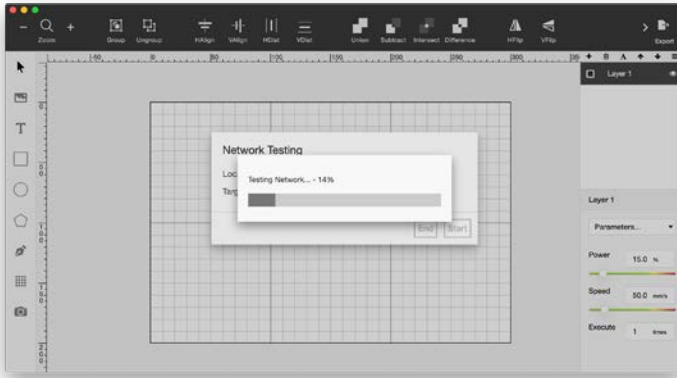 Zoom
Group
Ungroup
HAlign
VAlign
HDist
VDist
Union
Subtract
Intersect
Difference
HFlip
VFlip
Export
Layer 1
Network Testing
Testing Network... - 14%
End
Start
Layer 1
Parameters...
Power
15.0 %
Speed
50.0 mm/s
Execute
1 times